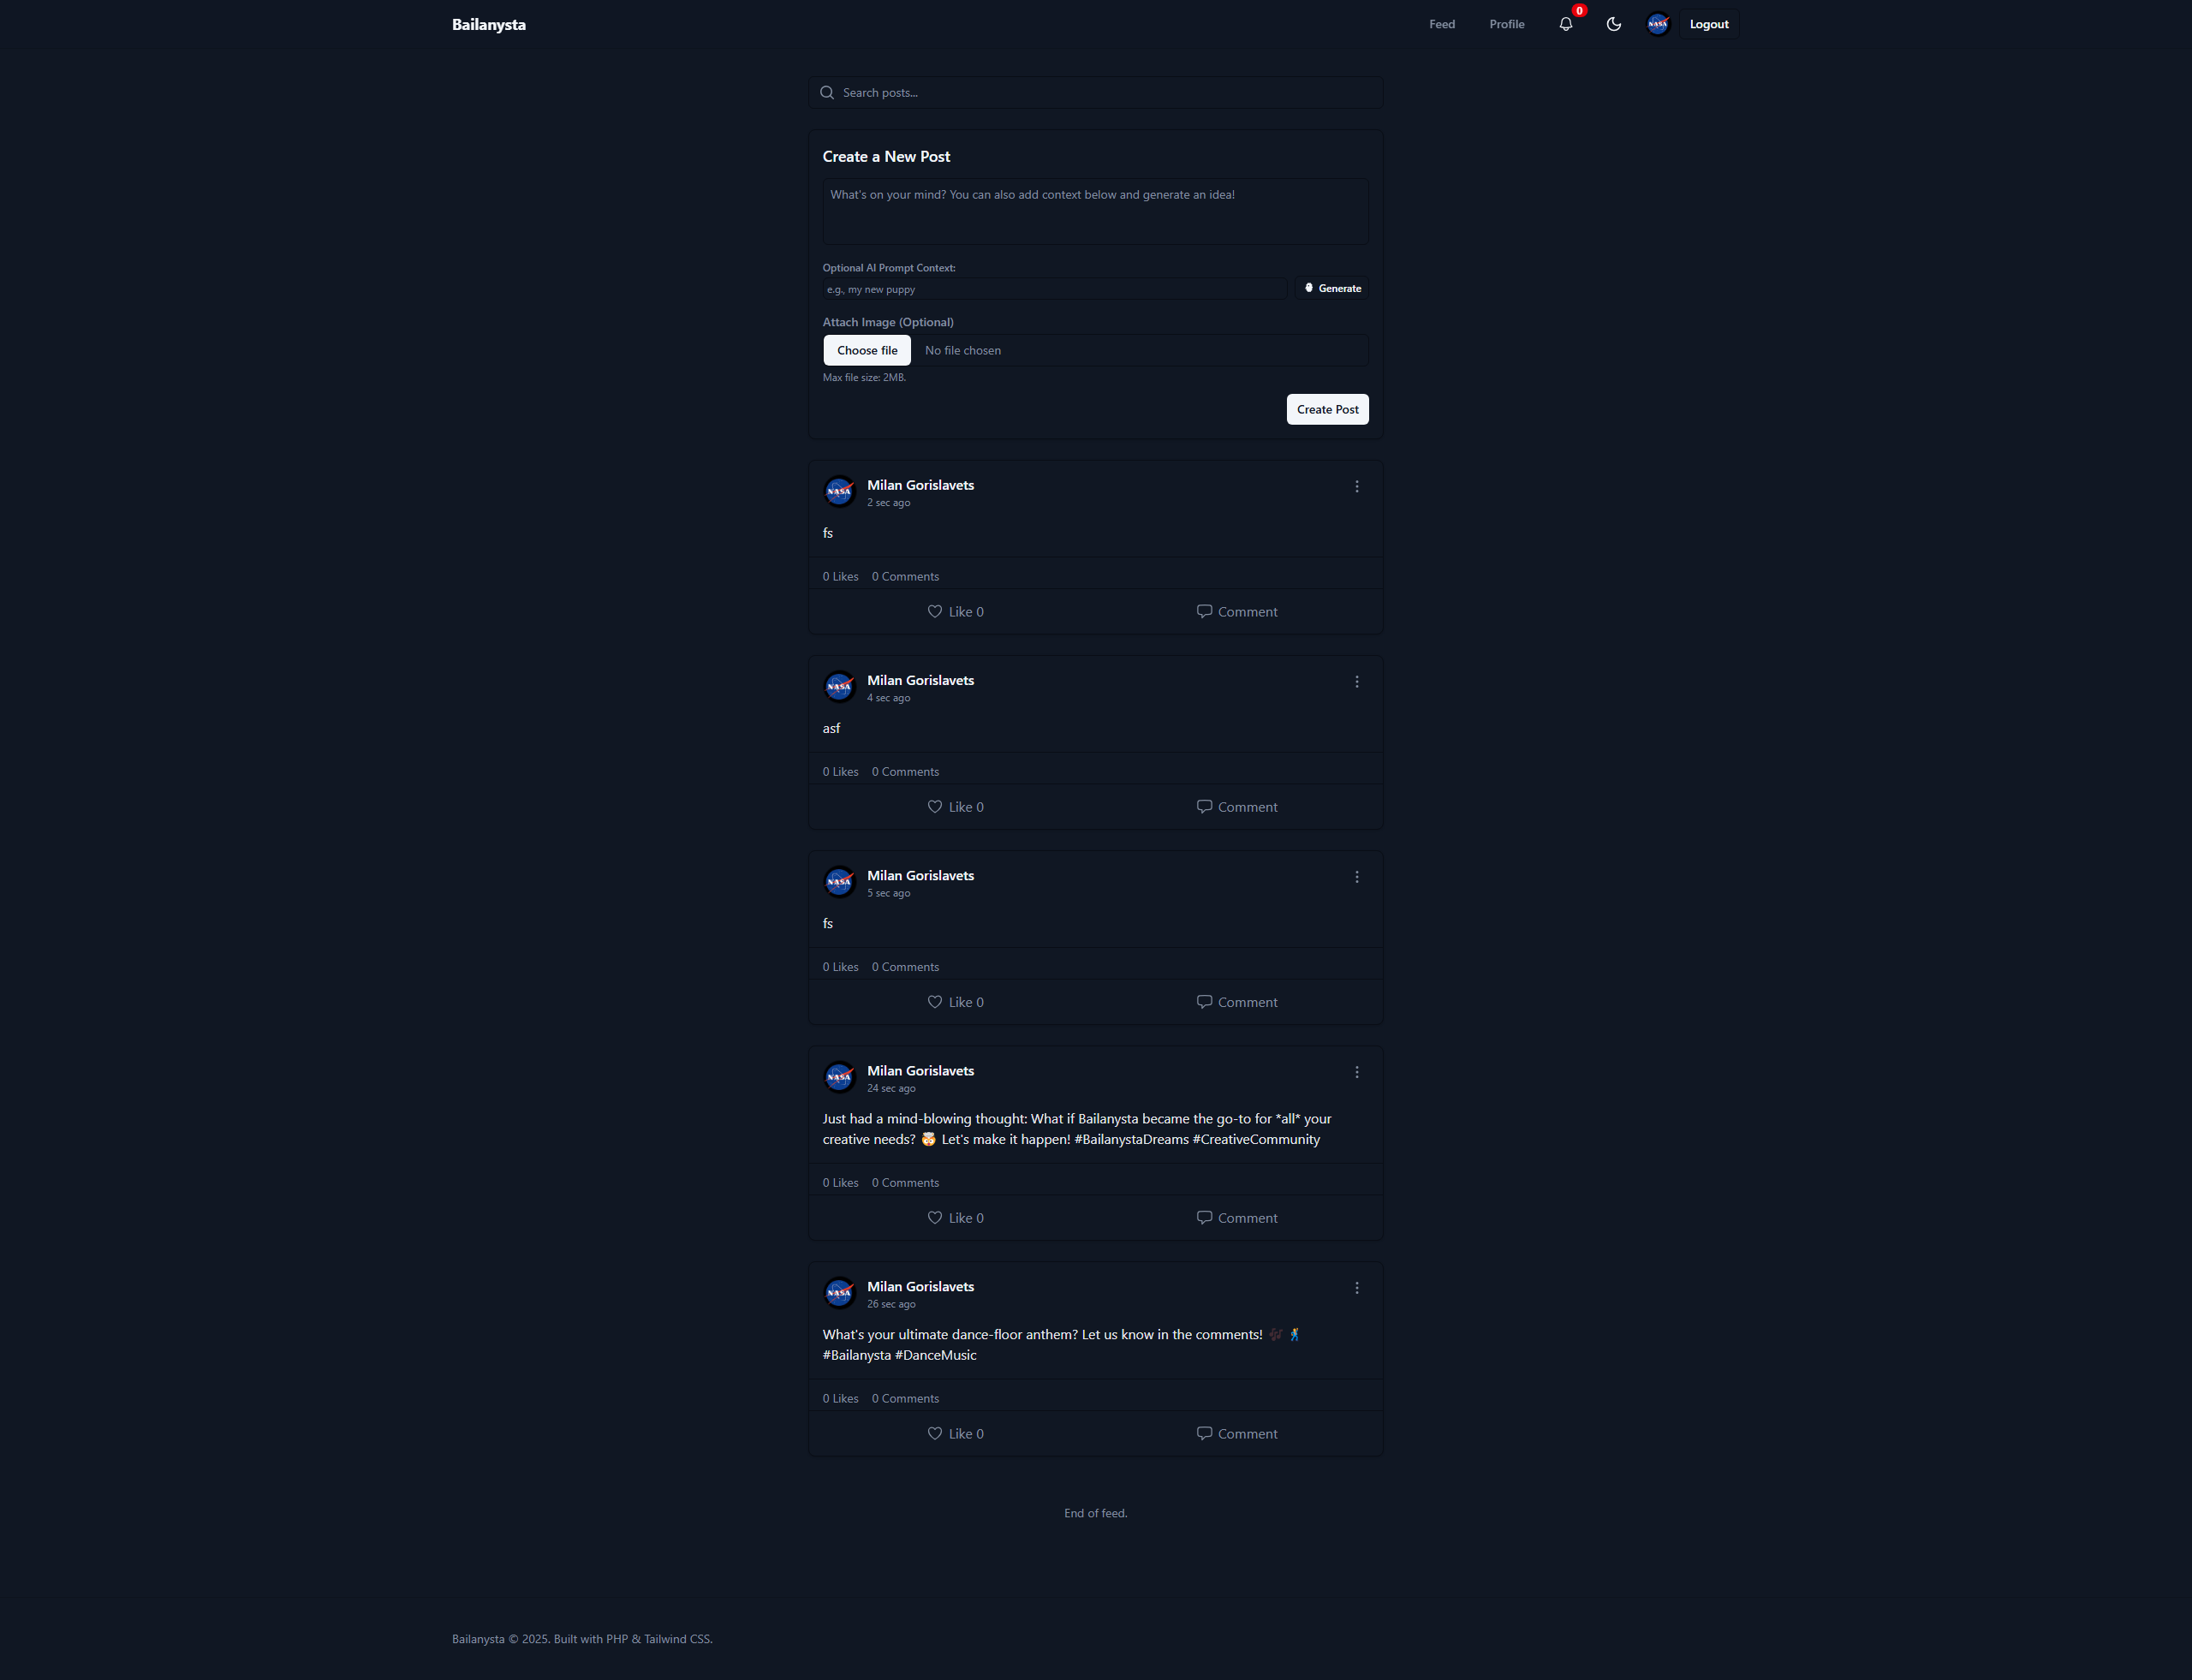 Bailanysta
Feed
Profile
0
NASA
Logout
Search posts...
Create a New Post
What's on your mind? You can also add context below and generate an idea!
Optional AI Prompt Context:
e.g., my new puppy
Generate
Attach Image (Optional)
Choose file
No file chosen
Max file size: 2MB.
Create Post
NASA
Milan Gorislavets
2 sec ago
fs
0 Likes 0 Comments
Like 0
Comment
NASA
Milan Gorislavets
4 sec ago
asf
0 Likes 0 Comments
Like 0
Comment
NASA
Milan Gorislavets
5 sec ago
fs
0 Likes 0 Comments
Like 0
Comment
NASA
Milan Gorislavets
24 sec ago
Just had a mind-blowing thought: What if Bailanysta became the go-to for *all* your
creative needs? 🤯 Let's make it happen! #BailanystaDreams #CreativeCommunity
0 Likes 0 Comments
Like 0
Comment
NASA
Milan Gorislavets
26 sec ago
What's your ultimate dance-floor anthem? Let us know in the comments! 🎶 🕺
#Bailanysta #DanceMusic
0 Likes 0 Comments
Like 0
Comment
End of feed.
Bailanysta © 2025. Built with PHP & Tailwind CSS.